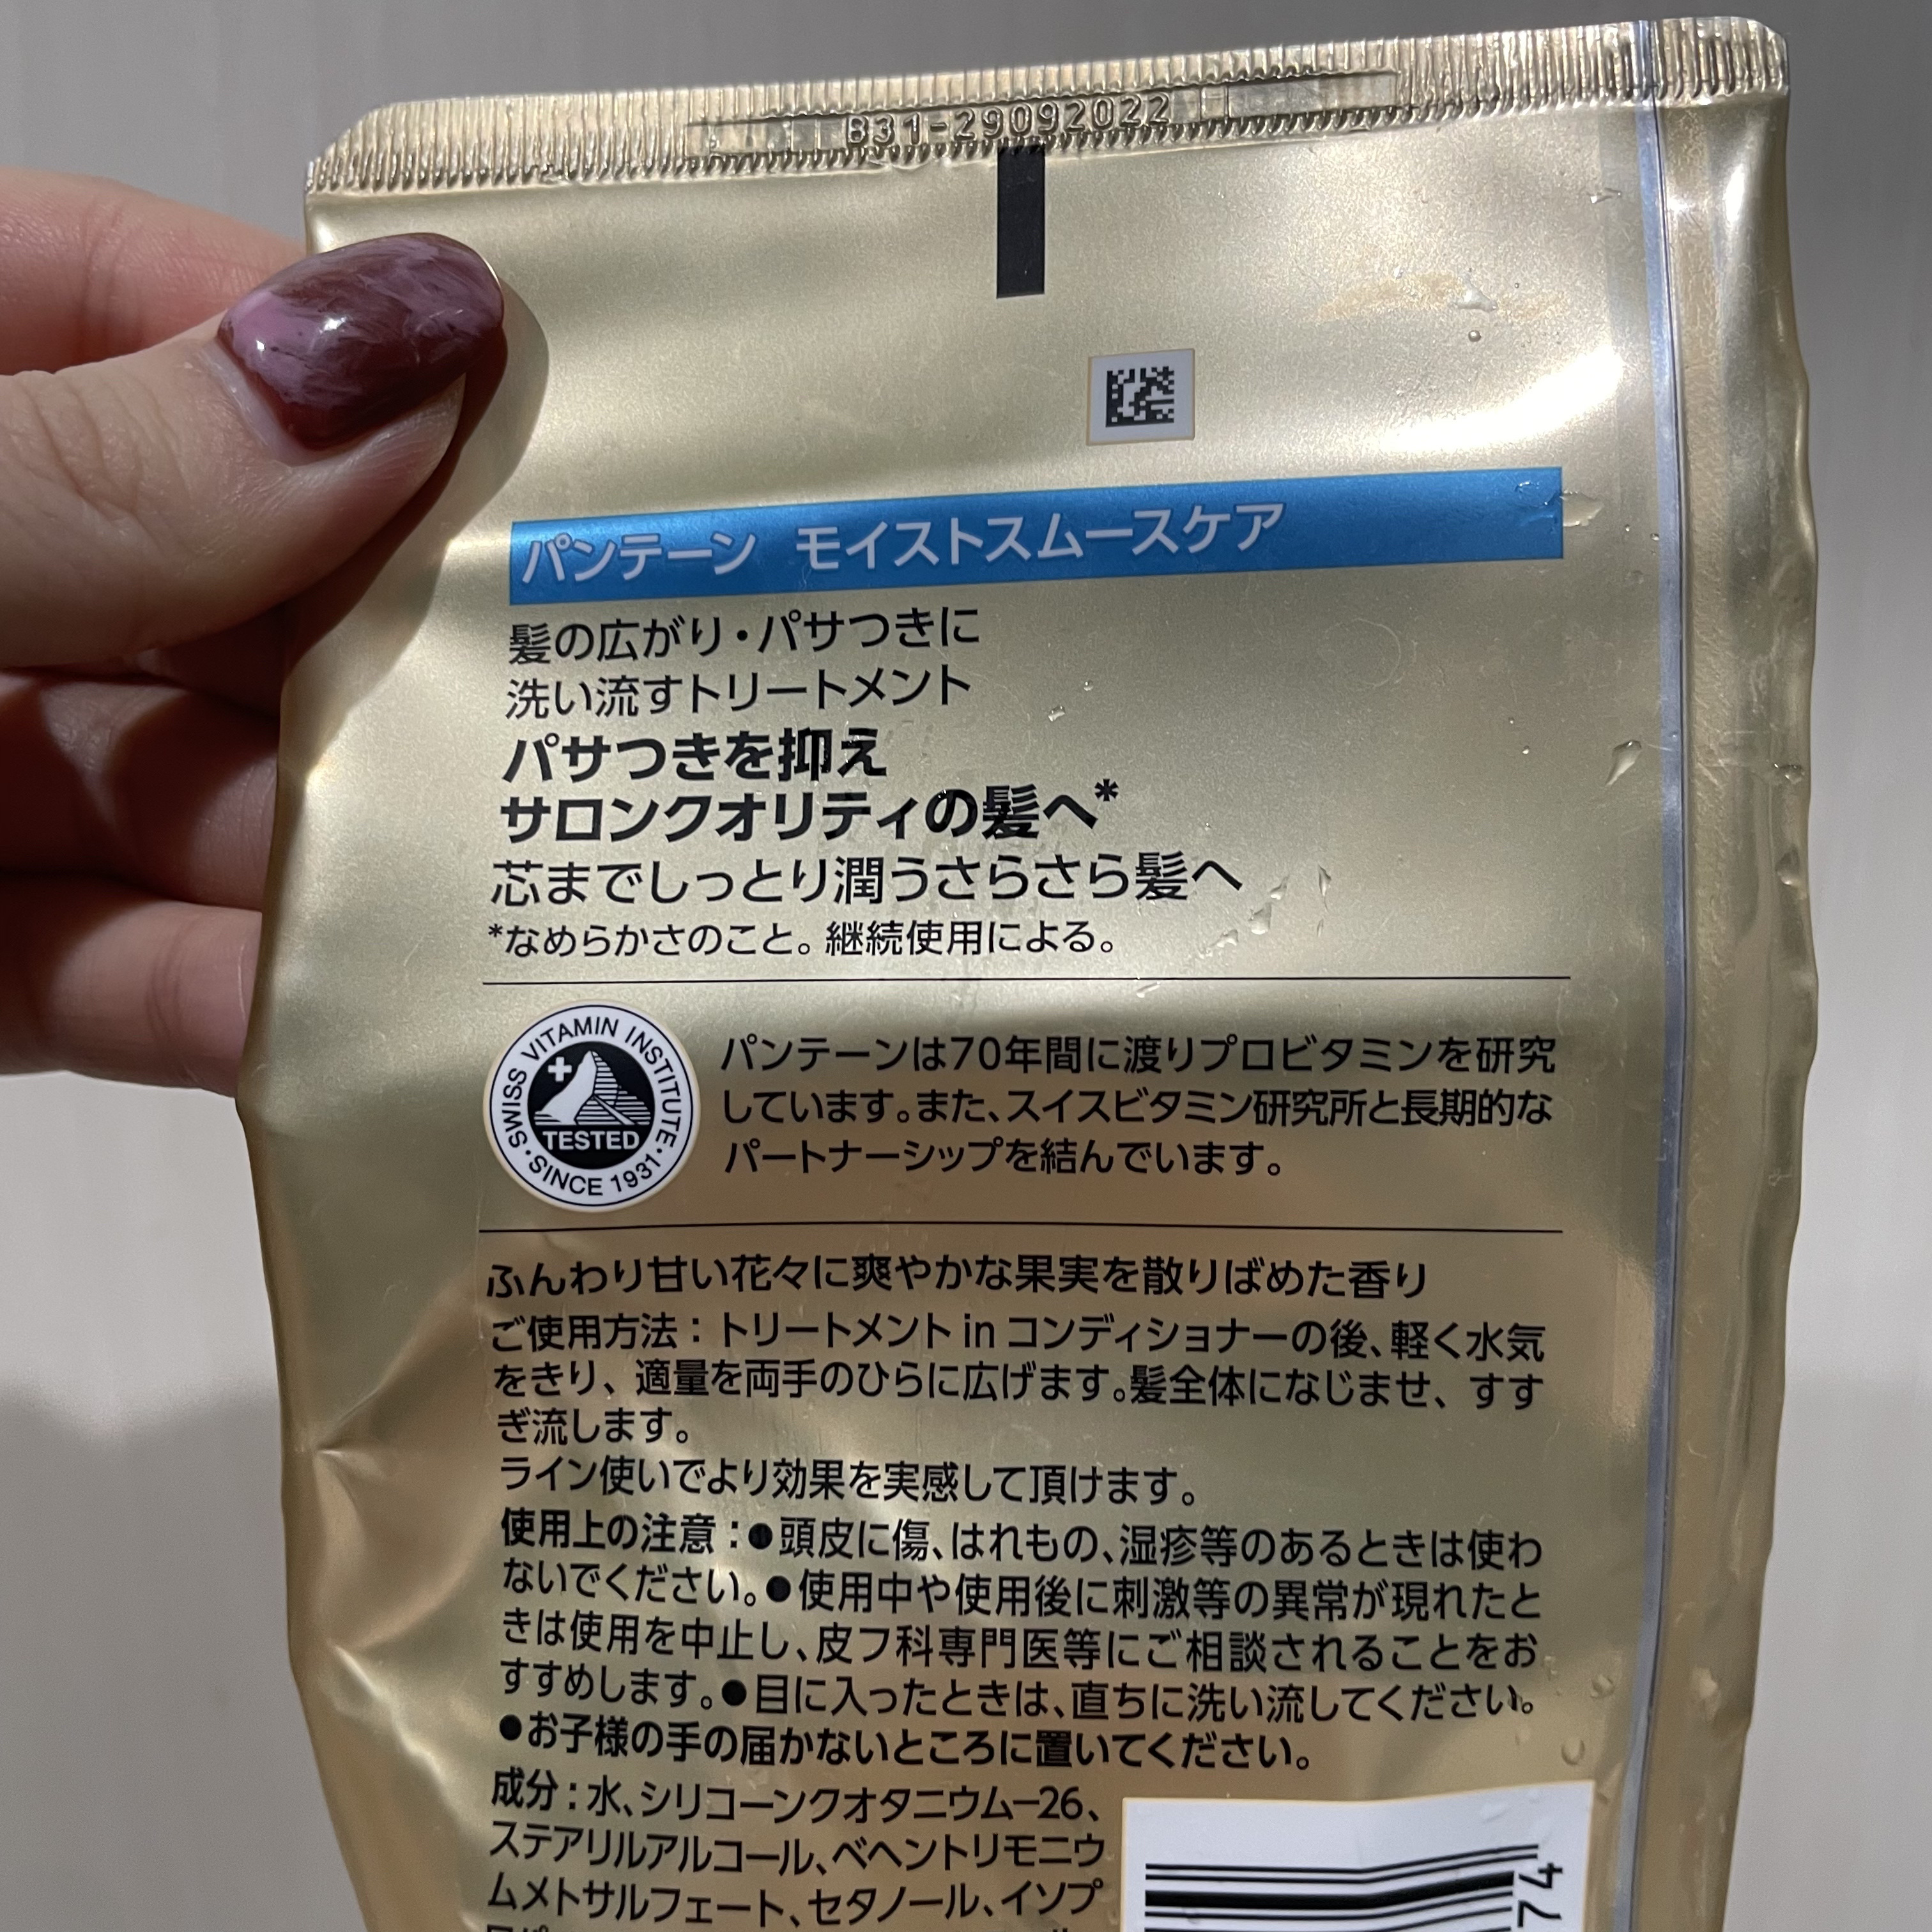 B31-29092022
パンテーン モイストスムースケア
髪の広がり・パサつきに
洗い流すトリートメント
パサつきを抑え
サロンクオリティの髪へ*
芯までしっとり潤うさらさら髪へ
*なめらかさのこと。継続使用による。
SWISS VITAMIN INSTITUTE
TESTED
SINCE 1931
パンテーンは70年間に渡りプロビタミンを研究
しています。また、スイスビタミン研究所と長期的な
パートナーシップを結んでいます。
ふんわり甘い花々に爽やかな果実を散りばめた香り
ご使用方法：トリートメント in コンディショナーの後、軽く水気
をきり、適量を両手のひらに広げます。髪全体になじませ、すす
ぎ流します。
ライン使いでより効果を実感して頂けます。
使用上の注意：●頭皮に傷、はれもの、湿疹等のあるときは使わ
ないでください。●使用中や使用後に刺激等の異常が現れたと
きは使用を中止し、皮フ科専門医等にご相談されることをお
すすめします。●目に入ったときは、直ちに洗い流してください。
●お子様の手の届かないところに置いてください。
成分：水、シリコーンクオタニウムー26、
ステアリルアルコール、ベヘントリモニウ
ムメトサルフェート、セタノール、イソプ
74